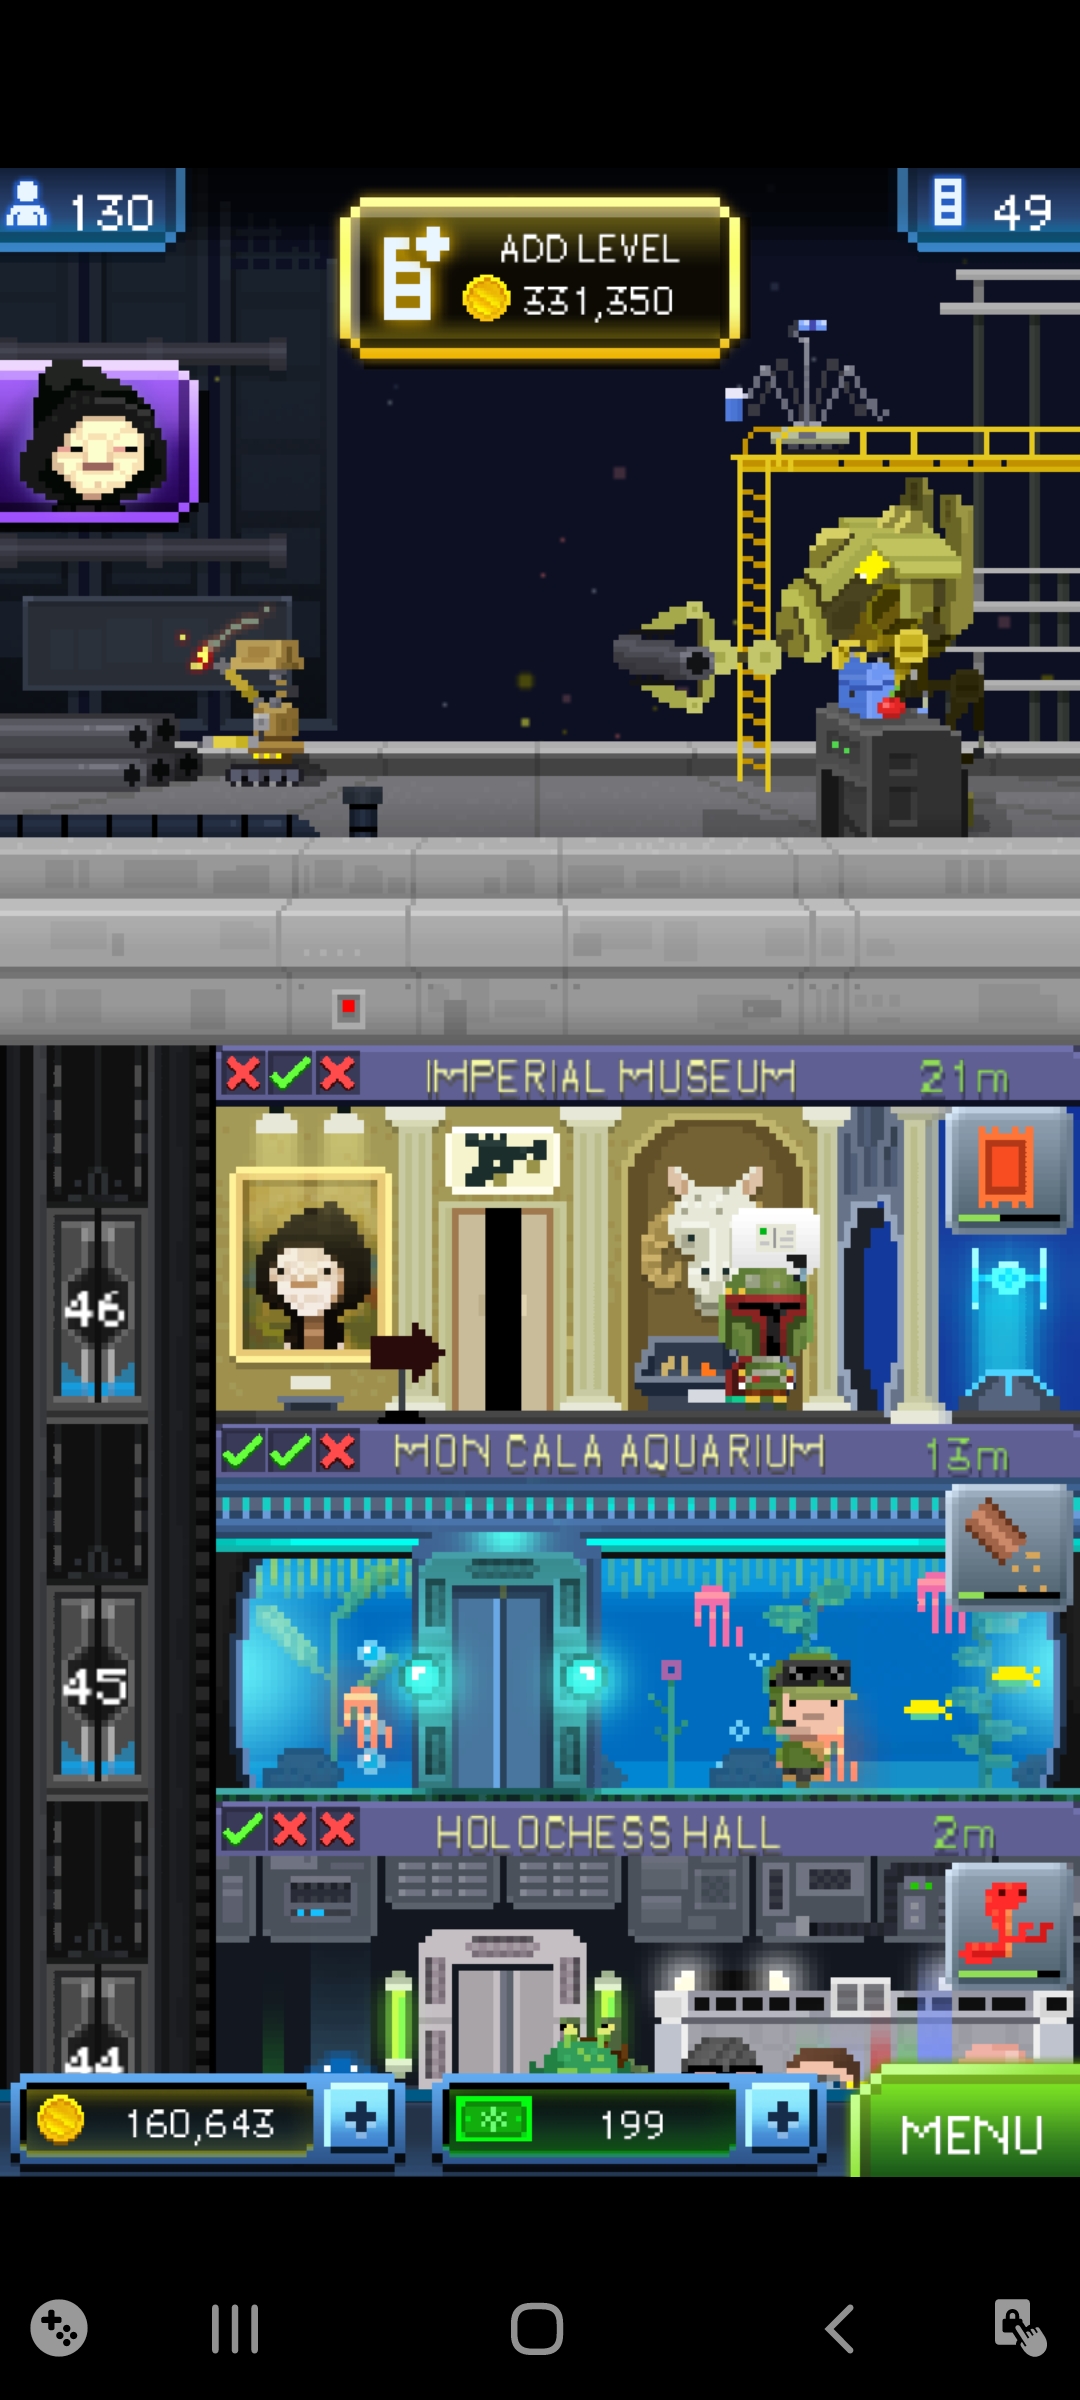 130
ADD LEVEL
331,350
49
IMPERIAL MUSEUM 21m
46
MON CALA AQUARIUM 13m
45
HOLOCHESS HALL 2m
44
160,643
199
MENU